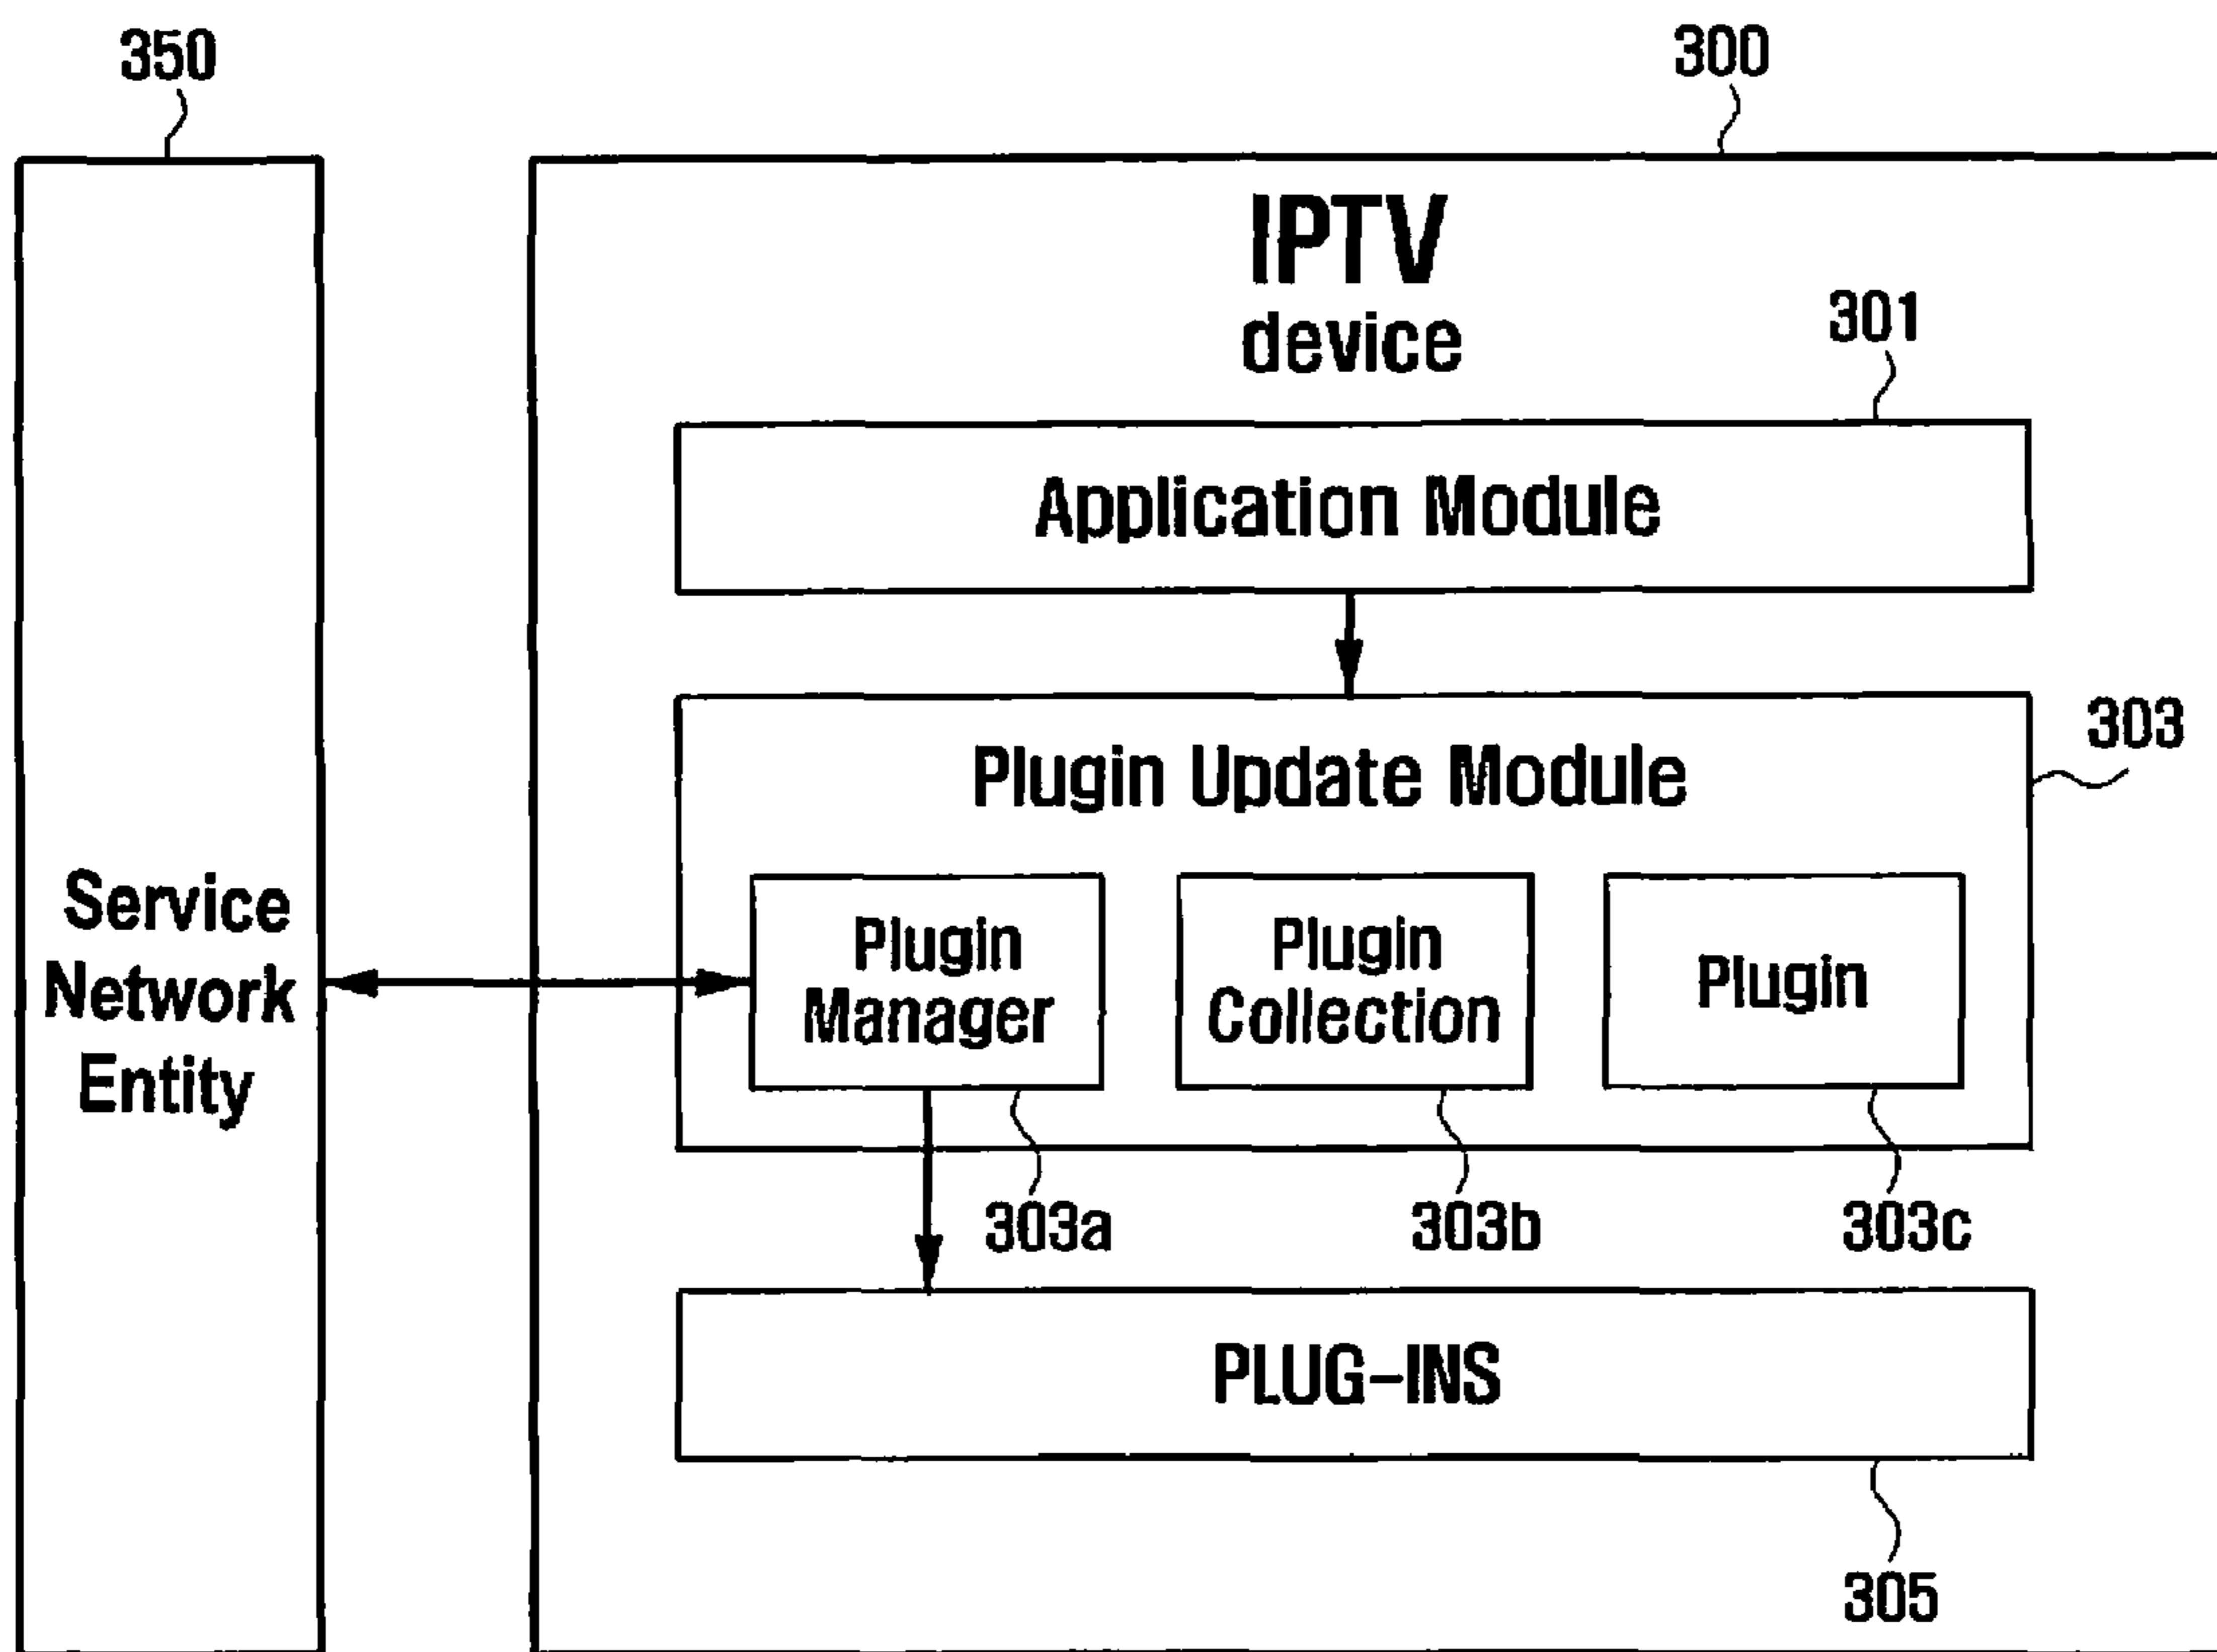 350
300
IPTV
device
301
Application Module
303
Plugin Update Module
Service
Network
Entity
Plugin
Manager
Plugin
Collection
Plugin
303a
303b
303c
PLUG-INS
305